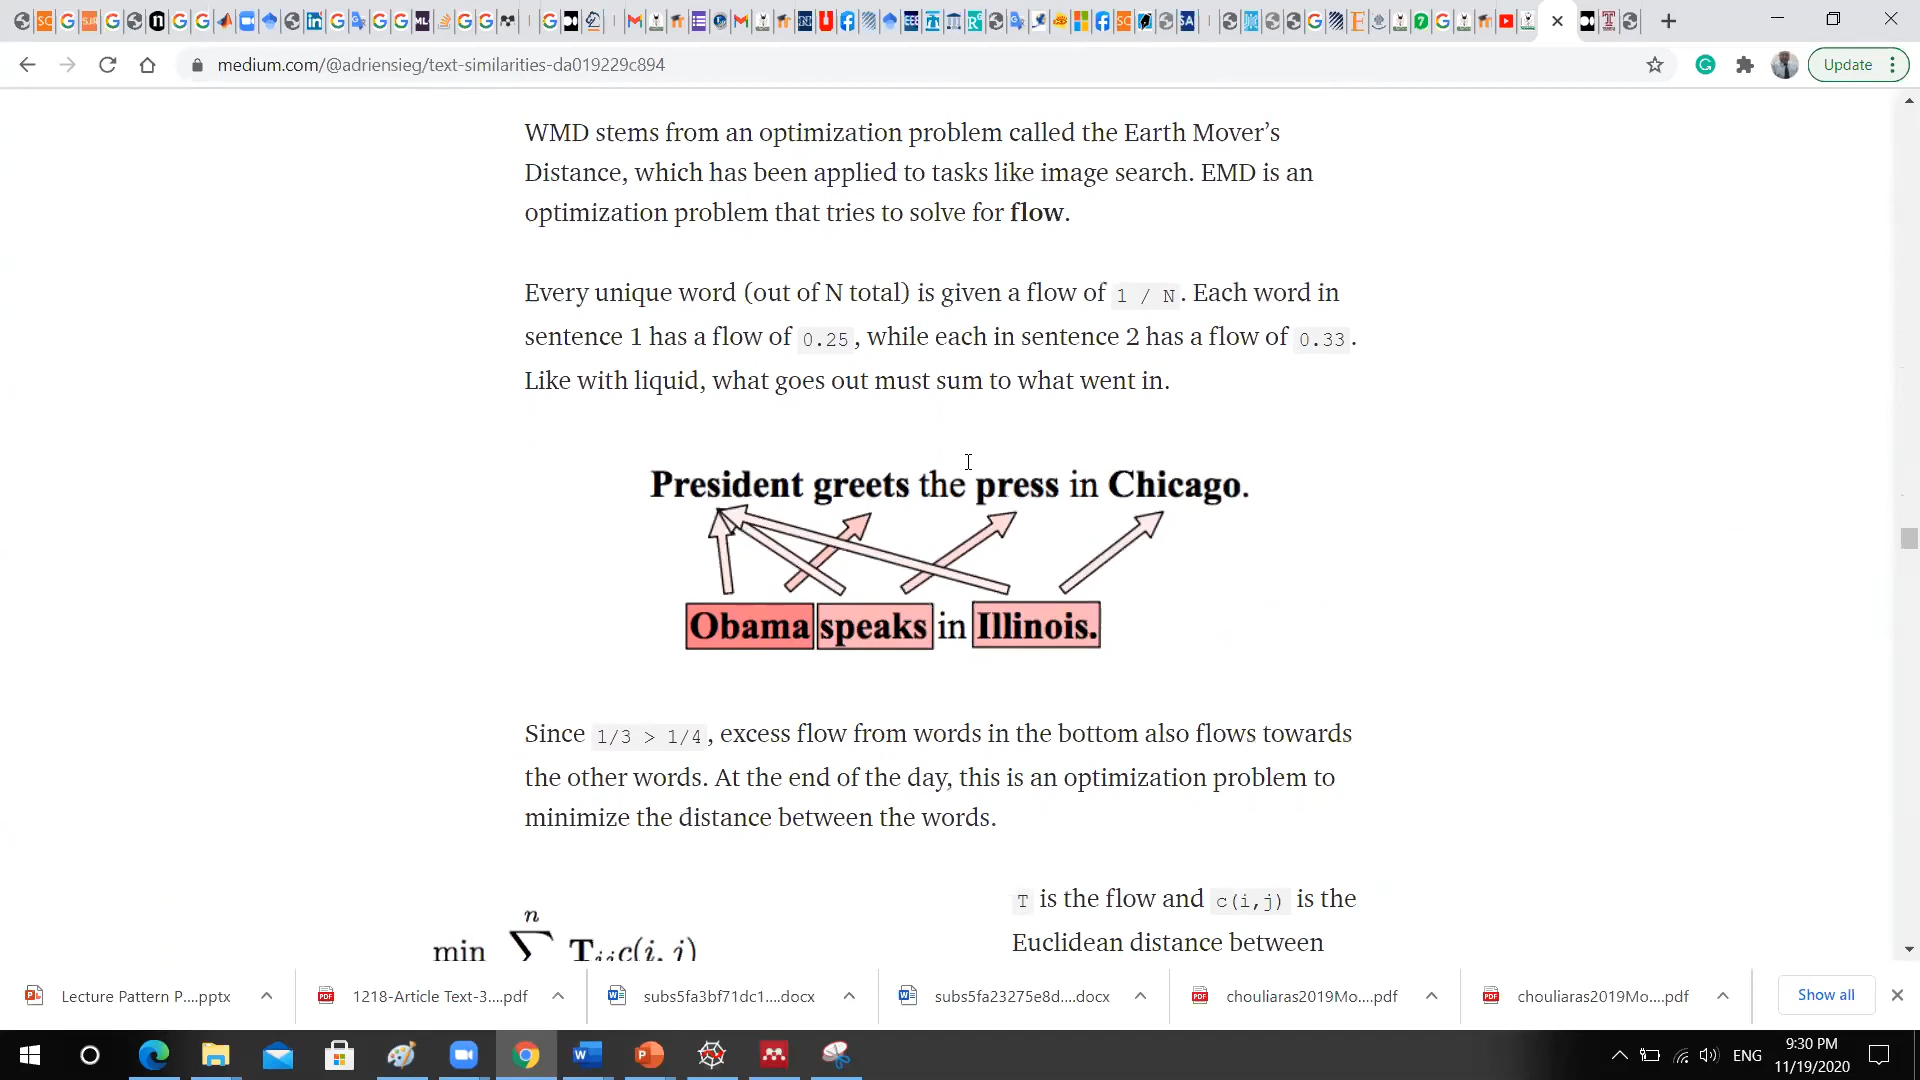 medium.com/@adriensieg/text-similarities-da019229c894
Update
WMD stems from an optimization problem called the Earth Mover’s
Distance, which has been applied to tasks like image search. EMD is an
optimization problem that tries to solve for flow.
Every unique word (out of N total) is given a flow of 1 / N. Each word in
sentence 1 has a flow of 0.25, while each in sentence 2 has a flow of 0.33.
Like with liquid, what goes out must sum to what went in.
President greets the press in Chicago.
Obama speaks in Illinois.
Since 1/3 > 1/4, excess flow from words in the bottom also flows towards
the other words. At the end of the day, this is an optimization problem to
minimize the distance between the words.
n
min ∑ Tijc(i, j)
T is the flow and c(i,j) is the
Euclidean distance between
Lecture Pattern P....pptx
1218-Article Text-3....pdf
subs5fa3bf71dc1....docx
subs5fa23275e8d....docx
chouliaras2019Mo....pdf
chouliaras2019Mo....pdf
Show all
ENG
9:30 PM
11/19/2020